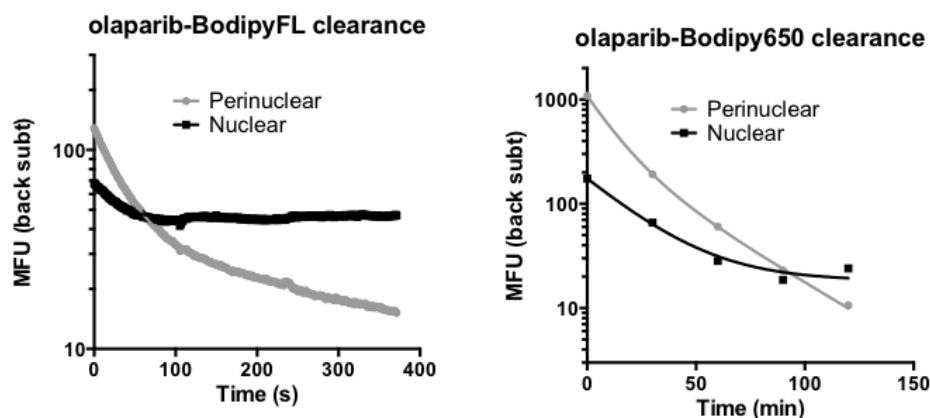 olaparib-BodipyFL clearance
MFU (back subt)
100
10
Perinuclear
Nuclear
0
100
200
300
400
Time (s)
olaparib-Bodipy650 clearance
MFU (back subt)
1000
100
10
Perinuclear
Nuclear
0
50
100
150
Time (min)